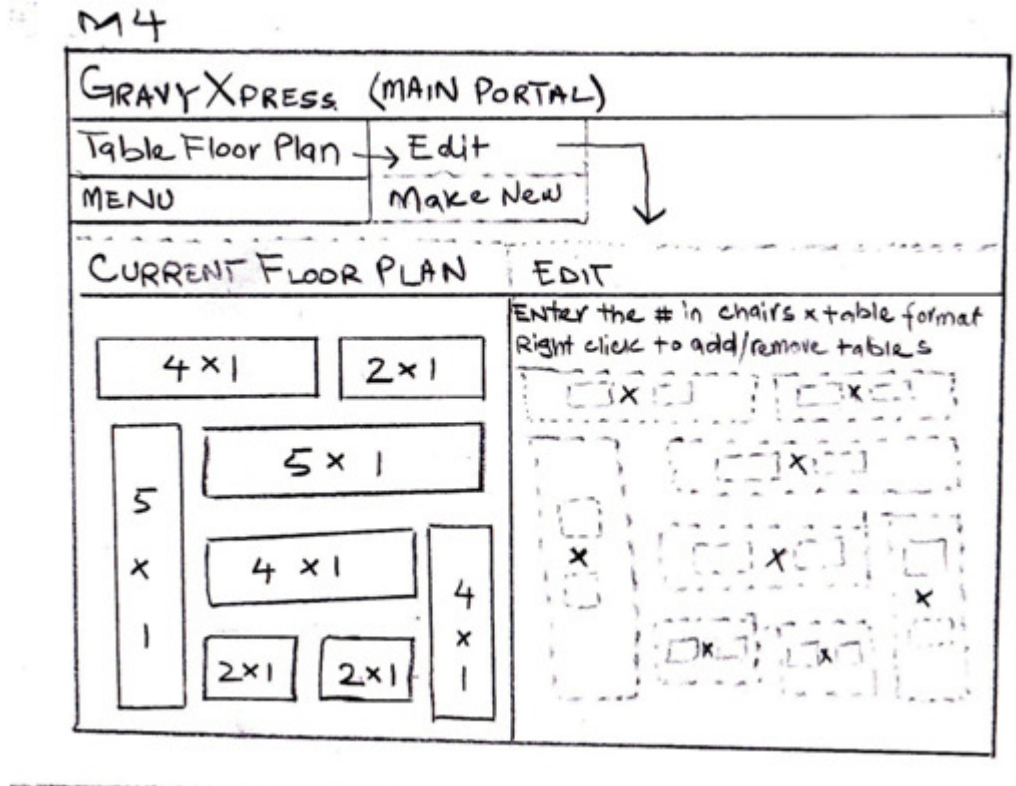 M4
GRAVYXPRESS (MAIN PORTAL)
Table Floor Plan → Edit
MENU Make New
CURRENT FLOOR PLAN EDIT
Enter the # in chairs x table format
Right click to add/remove tables
4 x 1 2 x 1
5 x 1
5 x 1
4 x 1
4 x 1
2 x 1 2 x 1
x x
x
x
x
x
x x